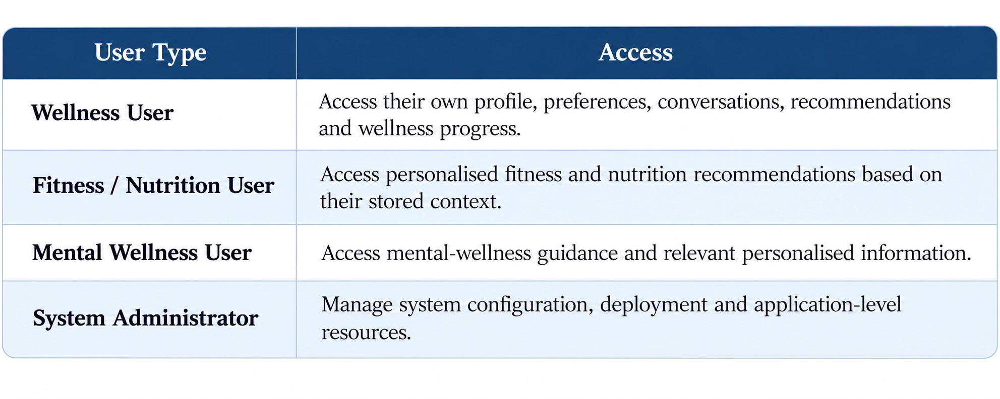 User Type
Access
Wellness User
Access their own profile, preferences, conversations, recommendations
and wellness progress.
Fitness / Nutrition User
Access personalised fitness and nutrition recommendations based on
their stored context.
Mental Wellness User
Access mental-wellness guidance and relevant personalised information.
System Administrator
Manage system configuration, deployment and application-level
resources.